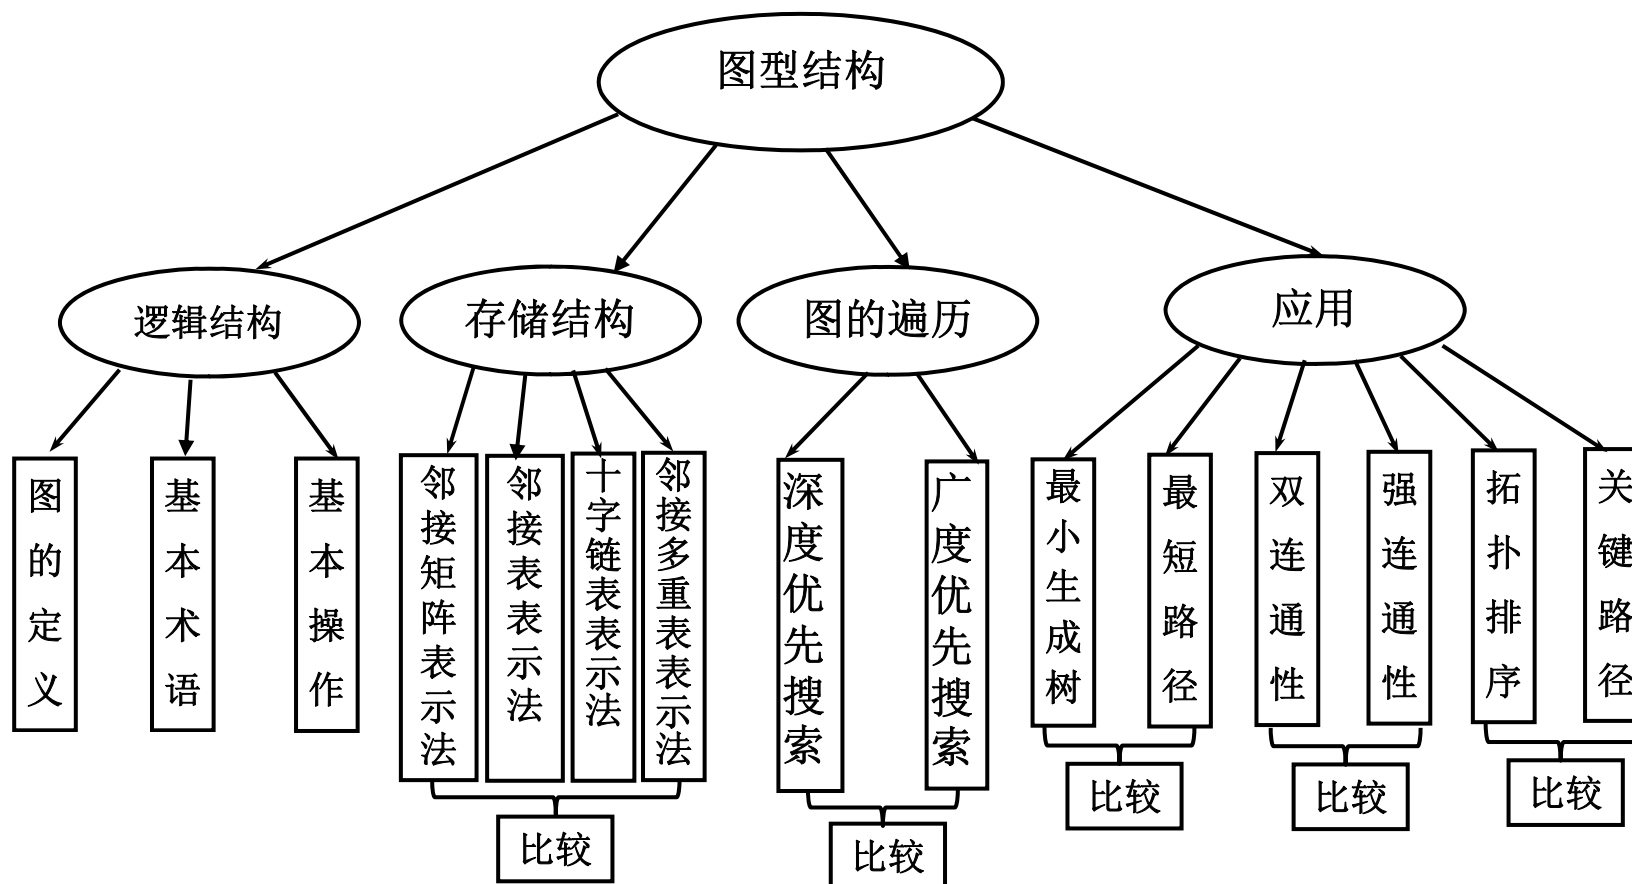 图型结构
逻辑结构
存储结构
图的遍历
应用
图的定义
基本术语
基本操作
邻接矩阵表示法
邻接表表示法
十字链表表示法
邻接多重表表示法
深度优先搜索
广度优先搜索
最小生成树
最短路径
双连通性
强连通性
拓扑排序
关键路径
比较
比较
比较
比较
比较